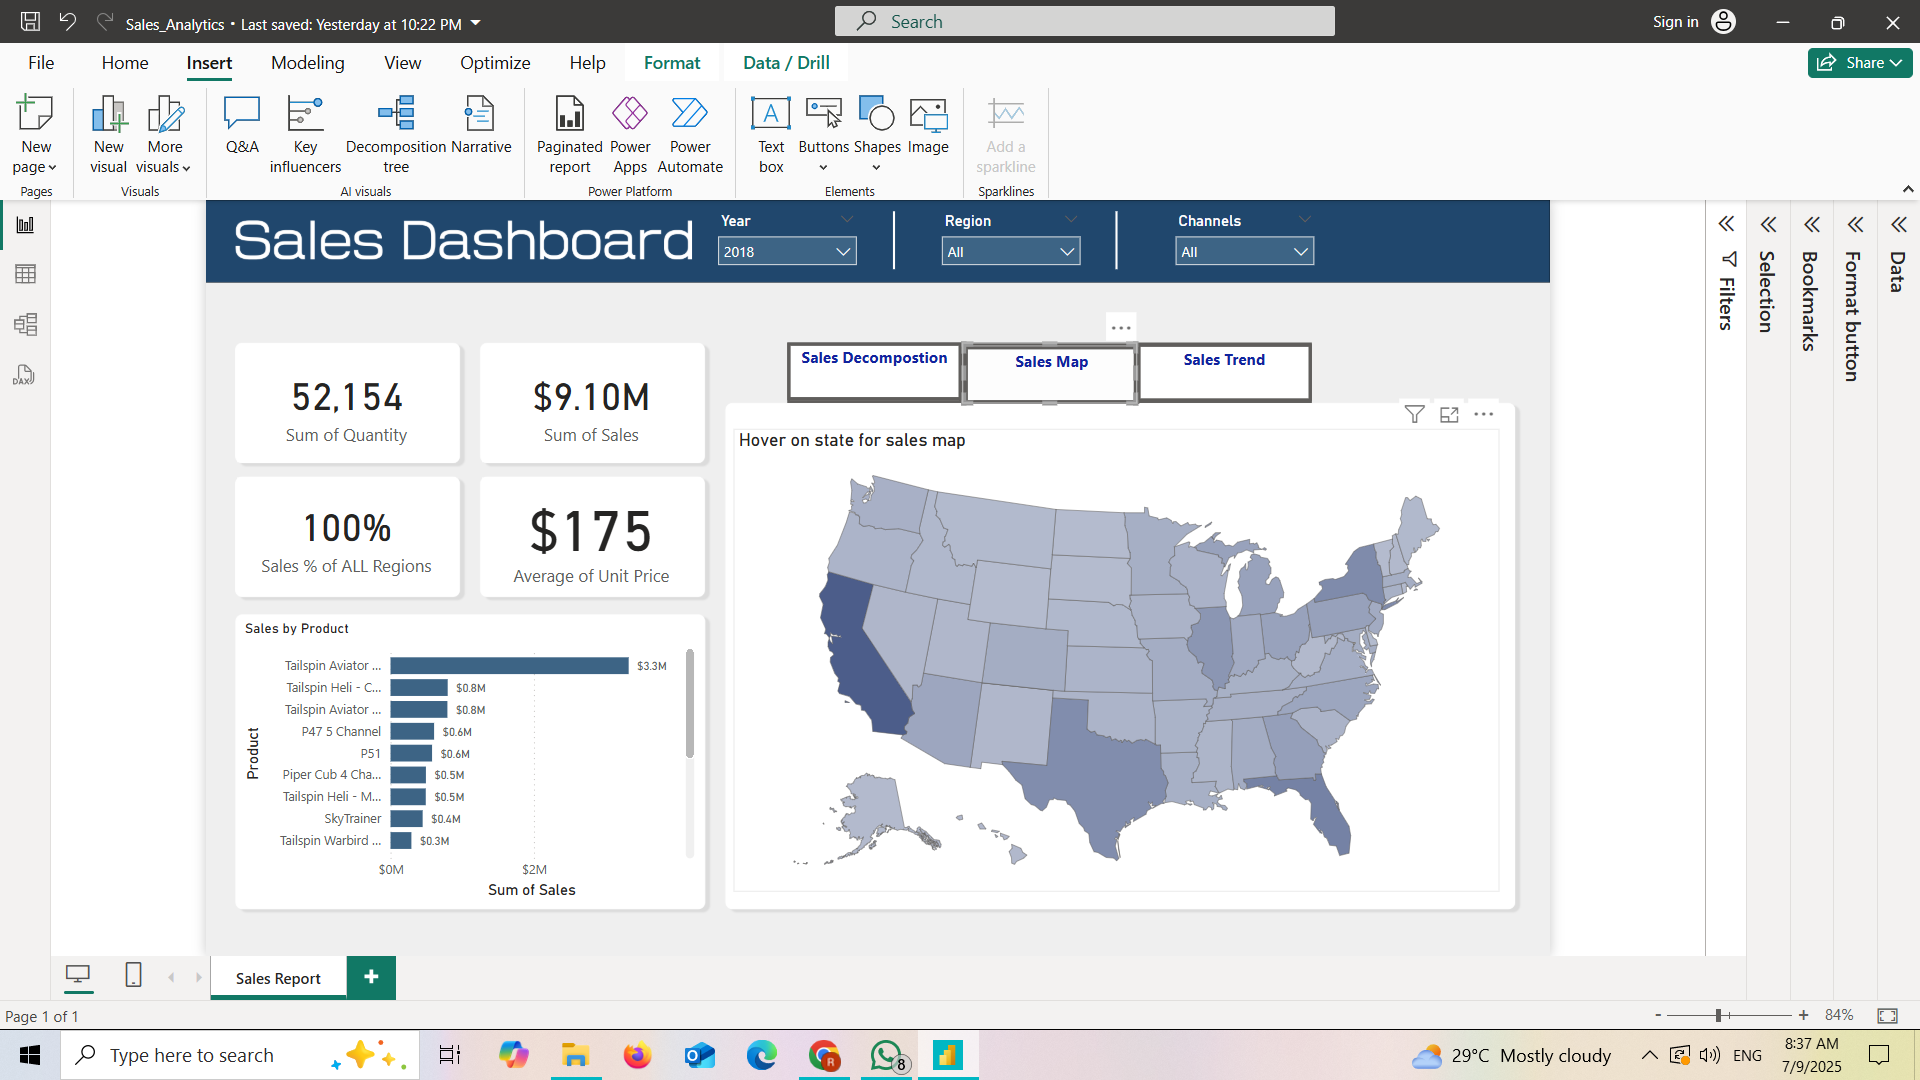 Sales_Analytics • Last saved: Yesterday at 10:22 PM
Search
Sign in
File Home Insert Modeling View Optimize Help Format Data / Drill
Share
New page
Pages
New visual
More visuals
Visuals
Q&A
Key influencers
Decomposition tree
Narrative
AI visuals
Paginated report
Power Apps
Power Automate
Power Platform
Text box
Buttons
Shapes
Image
Elements
Add a sparkline
Sparklines
DAX
Sales Dashboard
Year
2018
Region
All
Channels
All
Filters
Selection
Bookmarks
Format button
Data
52,154
Sum of Quantity
$9.10M
Sum of Sales
100%
Sales % of ALL Regions
$175
Average of Unit Price
Sales Decompostion
Sales Map
Sales Trend
Hover on state for sales map
Sales by Product
Product
Tailspin Aviator ... $3.3M
Tailspin Heli - C... $0.8M
Tailspin Aviator ... $0.8M
P47 5 Channel $0.6M
P51 $0.6M
Piper Cub 4 Cha... $0.5M
Tailspin Heli - M... $0.5M
SkyTrainer $0.4M
Tailspin Warbird ... $0.3M
$0M $2M
Sum of Sales
Sales Report
Page 1 of 1
84%
Type here to search
8
29°C Mostly cloudy
ENG
8:37 AM
7/9/2025